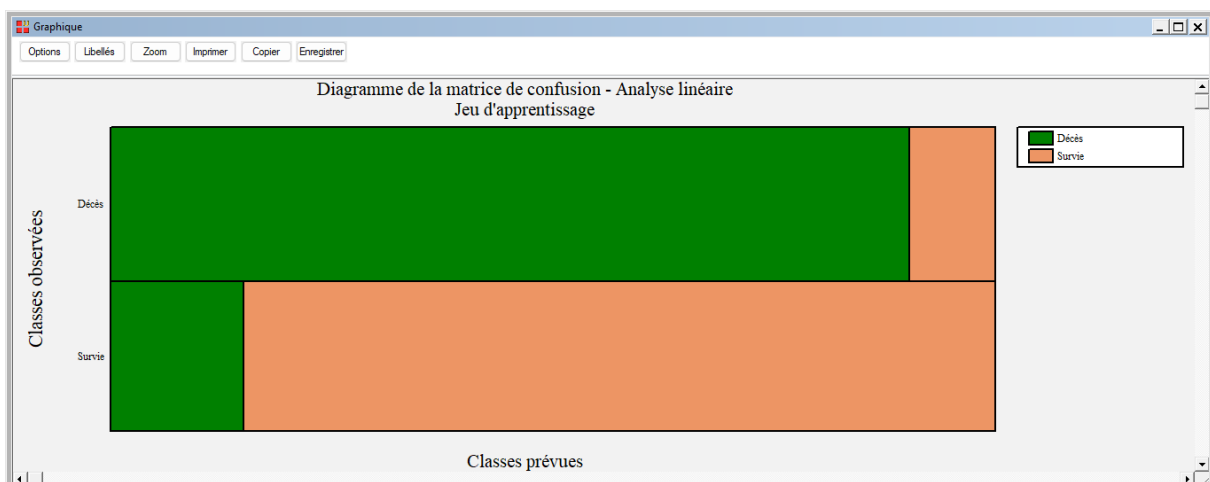 Graphique
Options Libellés Zoom Imprimer Copier Enregistrer
Diagramme de la matrice de confusion - Analyse linéaire
Jeu d'apprentissage
Décès
Survie
Classes observées
Décès
Survie
Classes prévues